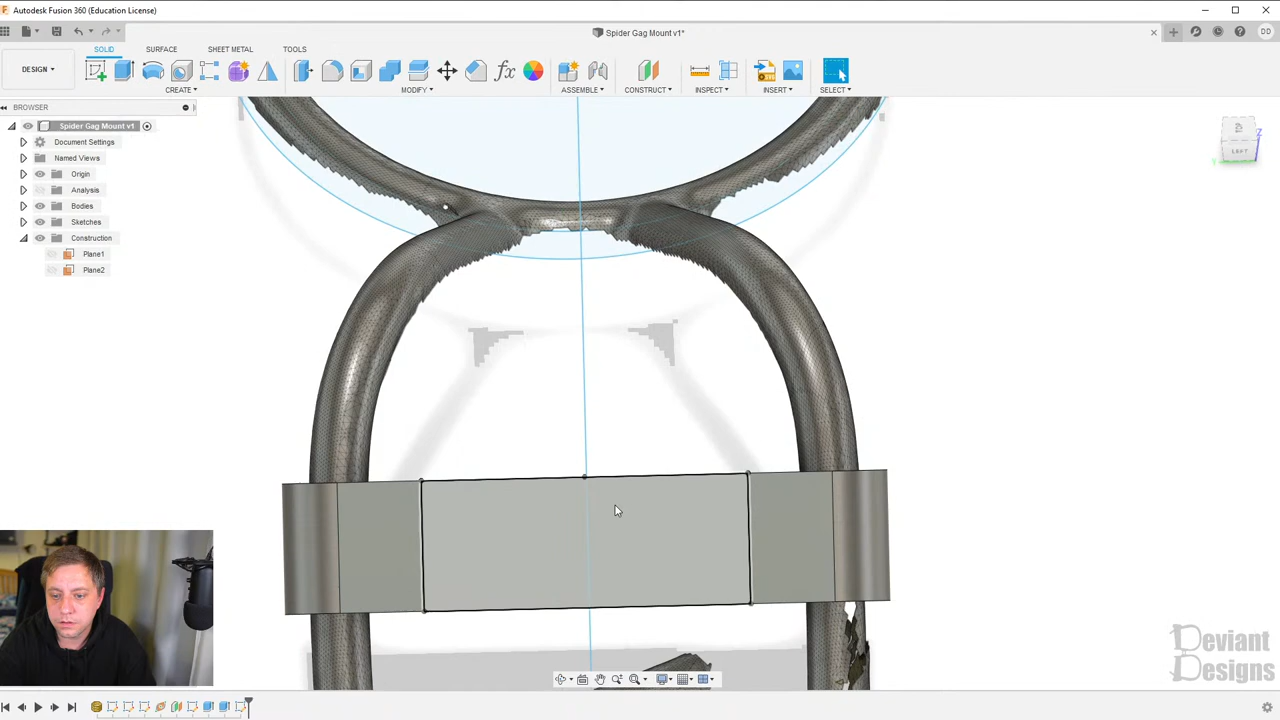 Autodesk Fusion 360 (Education License)
Spider Gag Mount v1*
DD
DESIGN
SOLID
SURFACE
SHEET METAL
TOOLS
CREATE
MODIFY
ASSEMBLE
CONSTRUCT
INSPECT
INSERT
SELECT
BROWSER
Spider Gag Mount v1
Document Settings
Named Views
Origin
Analysis
Bodies
Sketches
Construction
Plane1
Plane2
LEFT
Z
Deviant
Designs